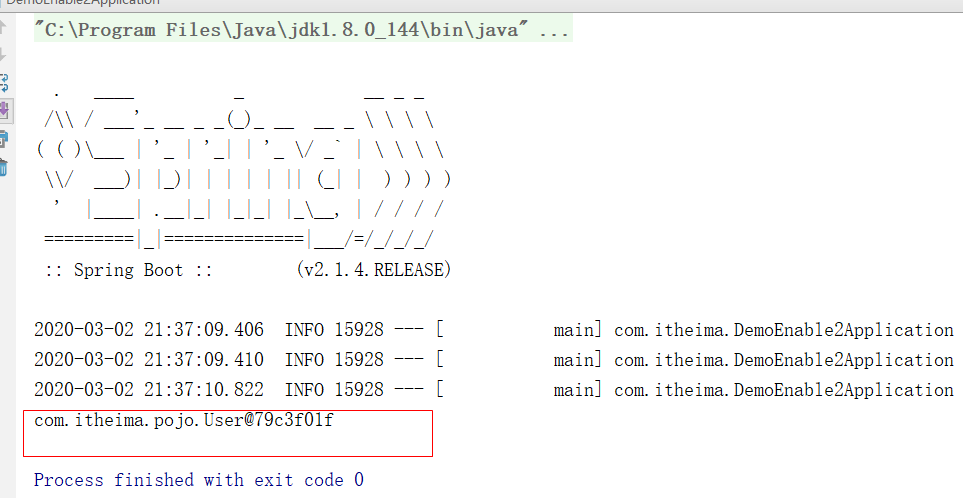 DemoEnable2Application
"C:\Program Files\Java\jdk1.8.0_144\bin\java" ...
  .   ____          _            __ _ _
 /\\ / ___'_ __ _ _(_)_ __  __ _ \ \ \ \
( ( )\___ | '_ | '_| | '_ \/ _` | \ \ \ \
 \\/  ___)| |_)| | | | | || (_| |  ) ) ) )
  '  |____| .__|_| |_|_| |_\__, | / / / /
 =========|_|==============|___/=/_/_/_/
 :: Spring Boot ::        (v2.1.4.RELEASE)
2020-03-02 21:37:09.406  INFO 15928 --- [           main] com.itheima.DemoEnable2Application
2020-03-02 21:37:09.410  INFO 15928 --- [           main] com.itheima.DemoEnable2Application
2020-03-02 21:37:10.822  INFO 15928 --- [           main] com.itheima.DemoEnable2Application
com.itheima.pojo.User@79c3f01f
Process finished with exit code 0